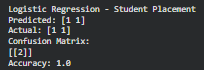 Logistic Regression - Student Placement
Predicted: [1 1]
Actual: [1 1]
Confusion Matrix:
[[2]]
Accuracy: 1.0